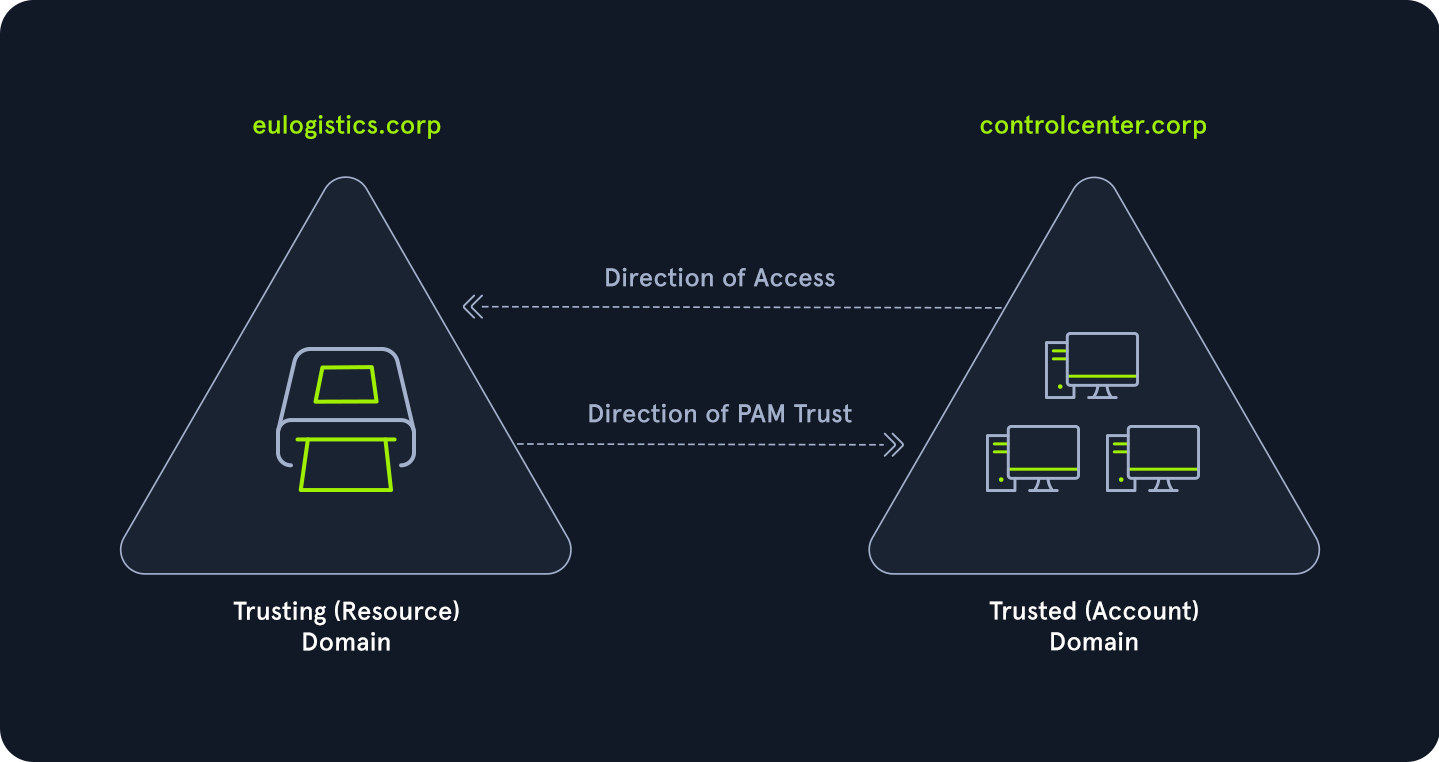 eulogistics.corp
controlcenter.corp
Direction of Access
Direction of PAM Trust
Trusting (Resource)
Domain
Trusted (Account)
Domain